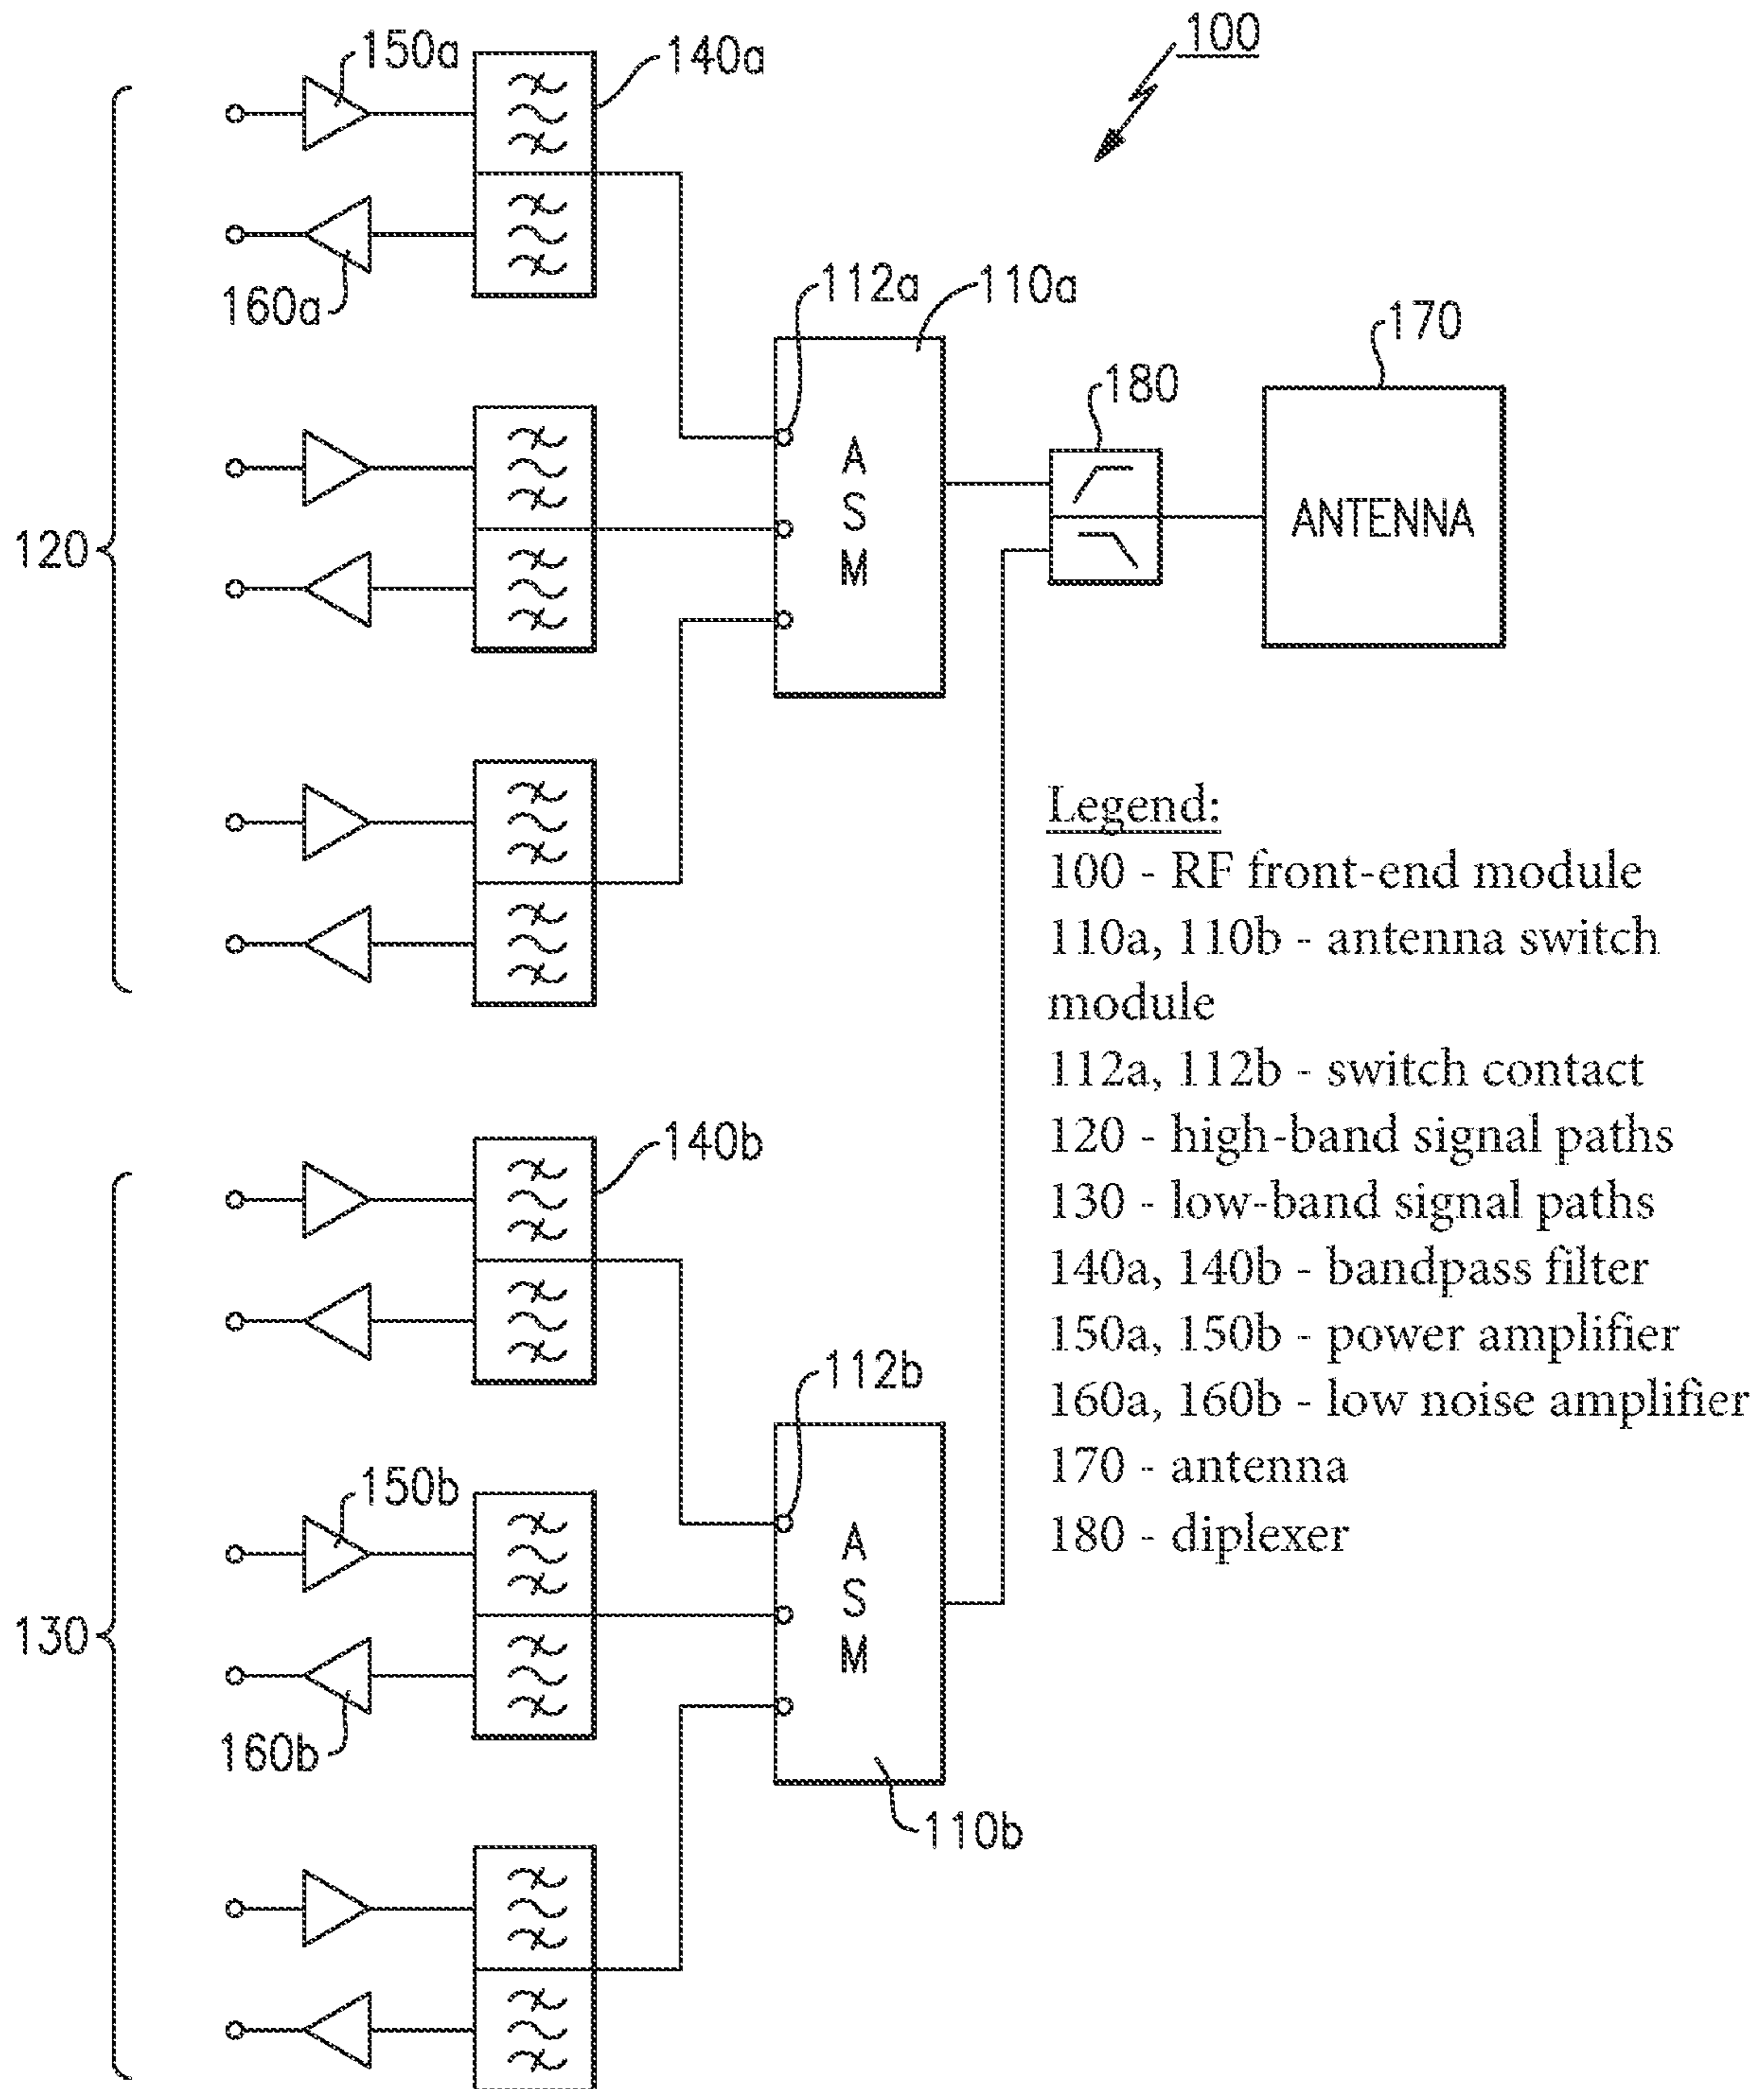 100
150a
140a
160a
112a
110a
170
180
120
A
S
M
ANTENNA
Legend:
100 - RF front-end module
110a, 110b - antenna switch
module
112a, 112b - switch contact
120 - high-band signal paths
130 - low-band signal paths
140a, 140b - bandpass filter
150a, 150b - power amplifier
160a, 160b - low noise amplifier
170 - antenna
180 - diplexer
140b
112b
150b
130
A
S
M
160b
110b